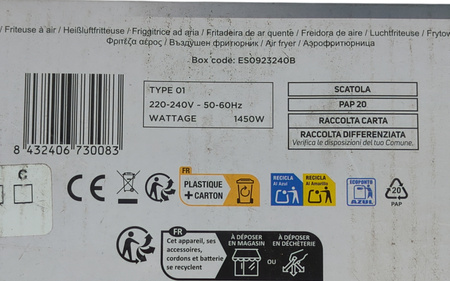 / Friteuse à air / Heißluftfritteuse / Friggitrice ad aria / Fritadeira de ar quente / Freidora de aire / Luchtfriteuse / Frytow
Φριτέζα αέρος / Въздушен фритюрник / Air fryer / Аэрофритюрница
Box code: ES0923240B
TYPE 01
220-240V - 50-60Hz
WATTAGE 1450W
SCATOLA
PAP 20
RACCOLTA CARTA
RACCOLTA DIFFERENZIATA
Verifica le disposizioni del tuo Comune.
8 432406 730083
C
CE
FR
PLASTIQUE
+ CARTON
RECICLA
Al Azul
RECICLA
Al Amarillo
ECOPUNTO
AZUL
20
PAP
FR
Cet appareil, ses
accessoires,
cordons et batterie
se recyclent
À DÉPOSER
EN MAGASIN
OU
À DÉPOSER
EN DÉCHÈTERIE